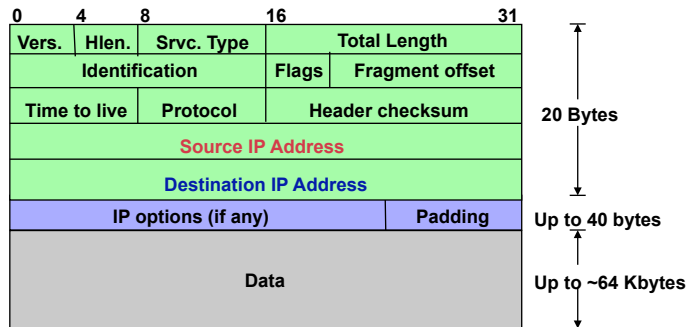 0 4 8 16 31
Vers. Hlen. Srvc. Type Total Length
Identification Flags Fragment offset
Time to live Protocol Header checksum
20 Bytes
Source IP Address
Destination IP Address
IP options (if any) Padding Up to 40 bytes
Data Up to ~64 Kbytes